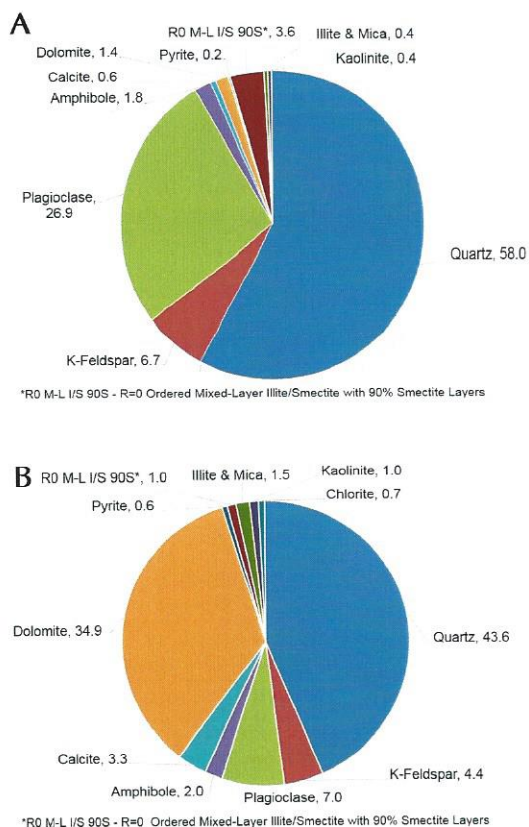 A
R0 M-L I/S 90S*, 3.6
Illite & Mica, 0.4
Dolomite, 1.4
Pyrite, 0.2
Kaolinite, 0.4
Calcite, 0.6
Amphibole, 1.8
Plagioclase,
26.9
Quartz, 58.0
K-Feldspar, 6.7
*R0 M-L I/S 90S - R=0 Ordered Mixed-Layer Illite/Smectite with 90% Smectite Layers
B
R0 M-L I/S 90S*, 1.0
Illite & Mica, 1.5
Kaolinite, 1.0
Chlorite, 0.7
Pyrite, 0.6
Dolomite, 34.9
Quartz, 43.6
Calcite, 3.3
K-Feldspar, 4.4
Amphibole, 2.0
Plagioclase, 7.0
*R0 M-L I/S 90S - R=0 Ordered Mixed-Layer Illite/Smectite with 90% Smectite Layers